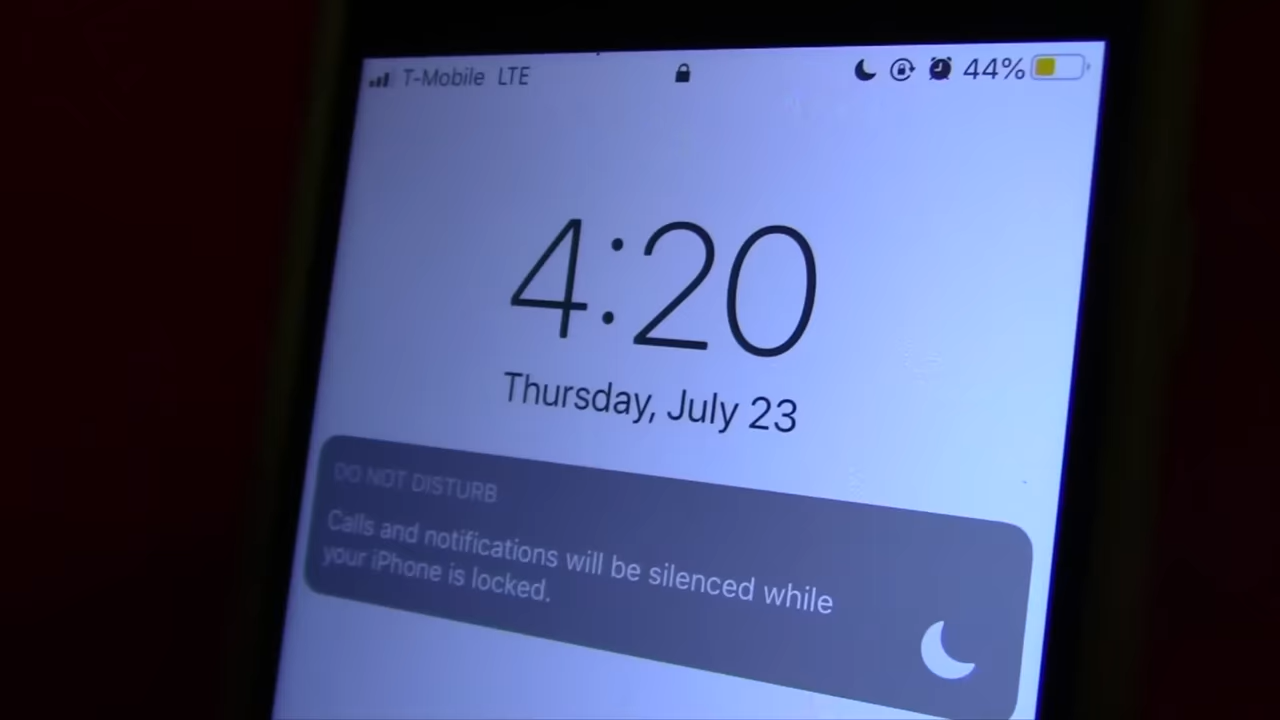 T-Mobile LTE 44%
4:20
Thursday, July 23
DO NOT DISTURB
Calls and notifications will be silenced while
your iPhone is locked.